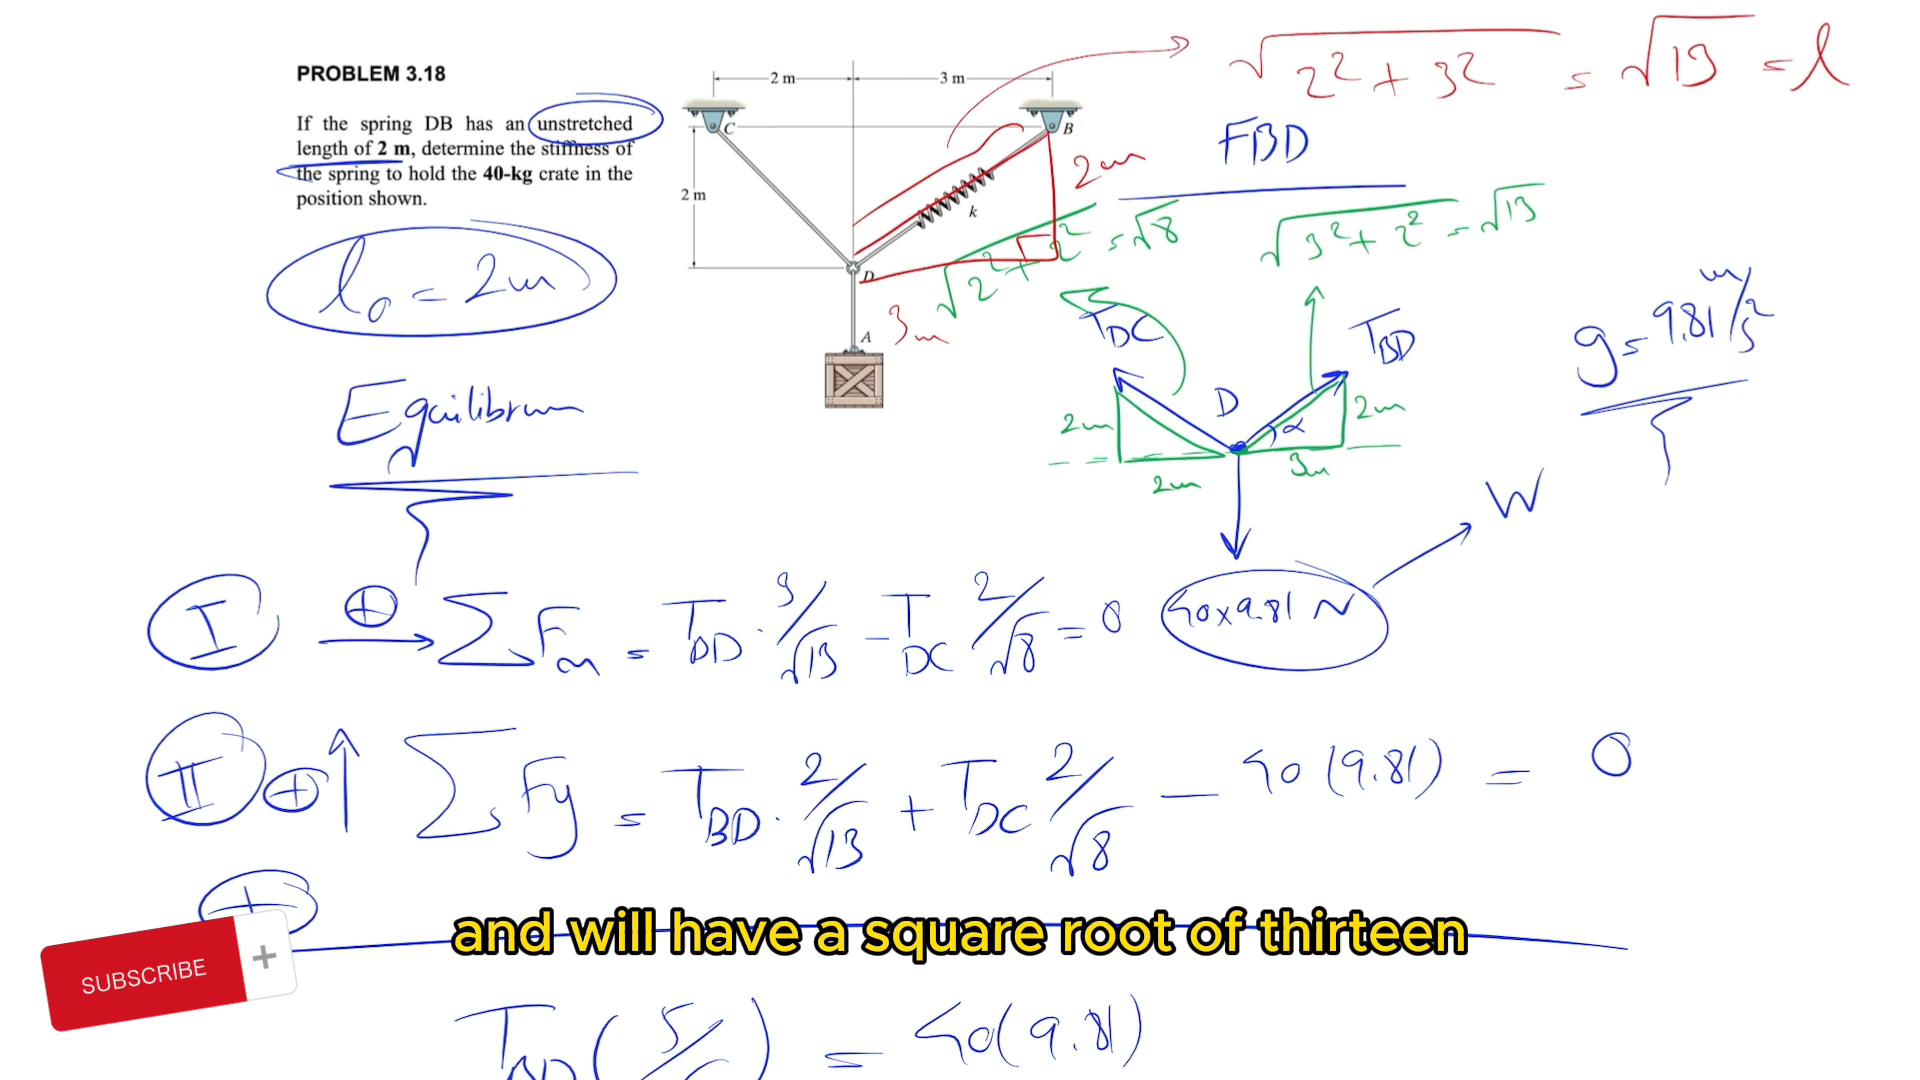 PROBLEM 3.18
If the spring DB has an unstretched
length of 2 m, determine the stiffness of
the spring to hold the 40-kg crate in the
position shown.
2 m
3 m
C
B
2 m
k
D
A
√2² + 3² = √13 = l
2m
3m
FBD
l₀ = 2m
√2² + 2² = √8
√3² + 2² = √13
T_DC
T_BD
g = 9.81 m/s²
D
α
2m
2m
2m
3m
W
40x9.81 N
Equilibrium
I + → ΣFx = T_BD · 3/√13 - T_DC 2/√8 = 0
II + ↑ ΣFy = T_BD · 2/√13 + T_DC 2/√8 - 40(9.81) = 0
+
and will have a square root of thirteen
SUBSCRIBE +
T_BD (5/ ) = 40(9.81)